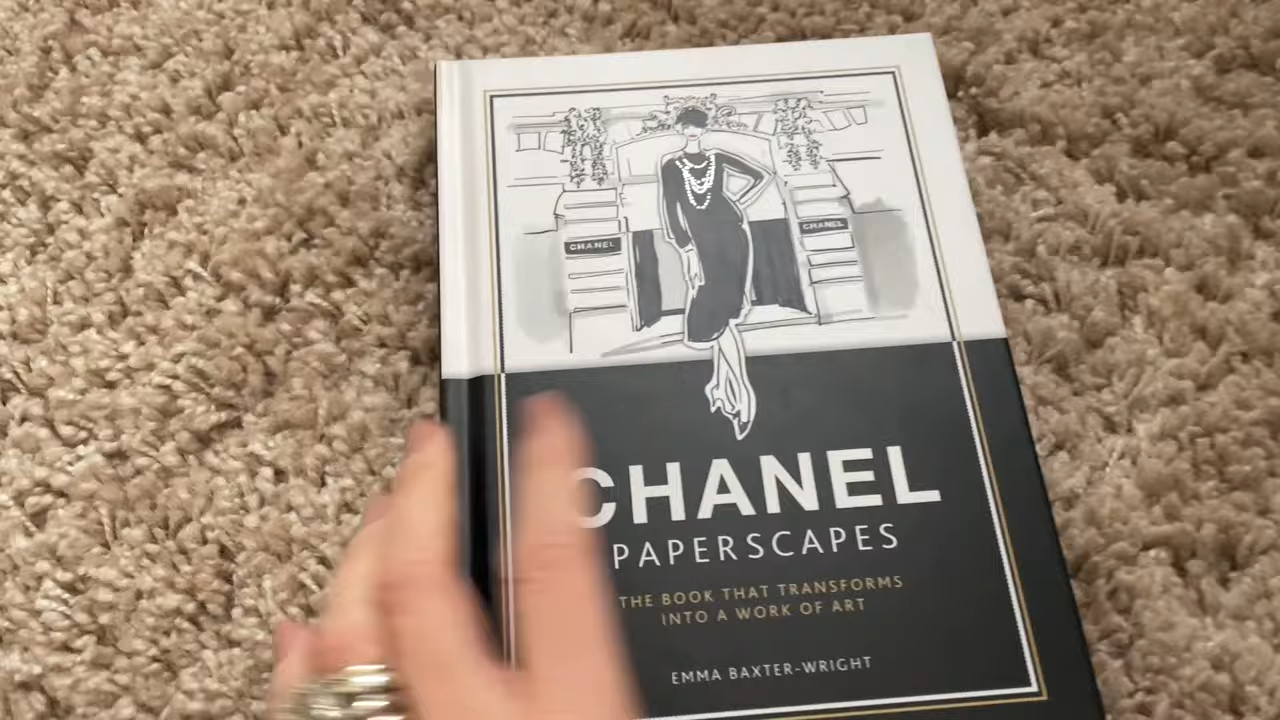 CHANEL
CHANEL
CHANEL
PAPERSCAPES
THE BOOK THAT TRANSFORMS
INTO A WORK OF ART
EMMA BAXTER-WRIGHT